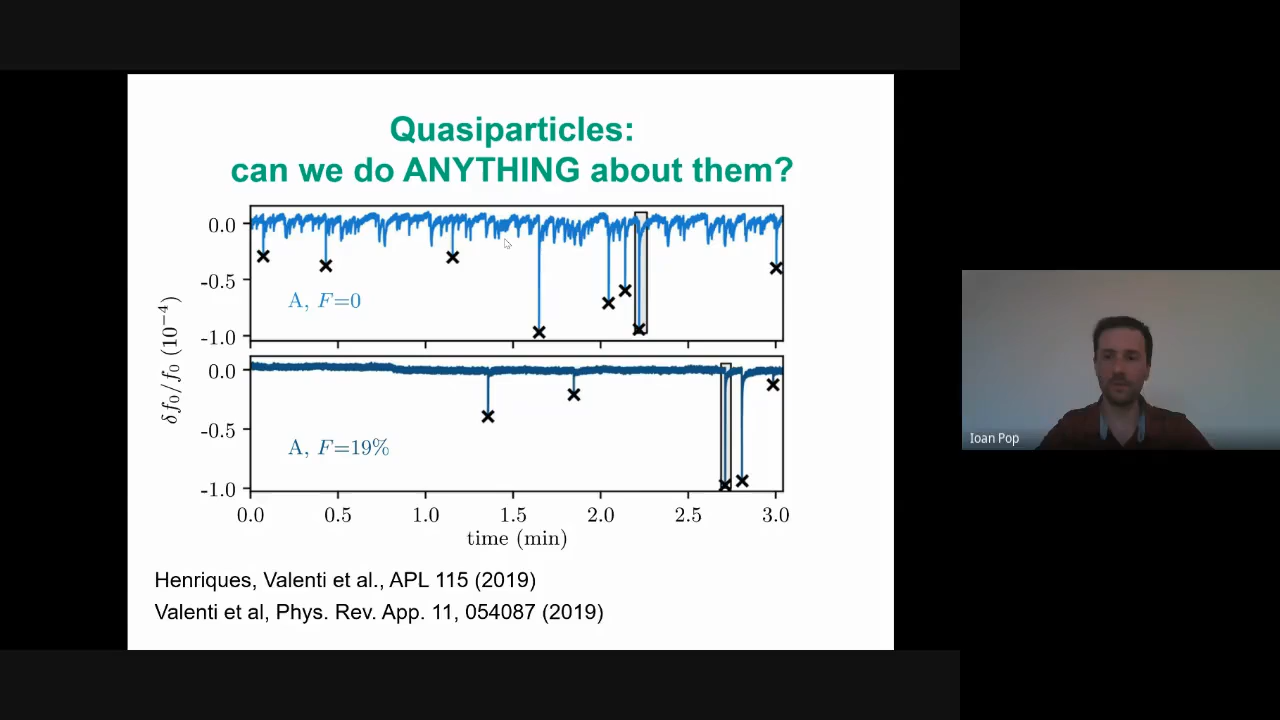 Quasiparticles:
can we do ANYTHING about them?
0.0
-0.5
-1.0
A, F=0
0.0
-0.5
-1.0
A, F=19%
δf₀/f₀ (10⁻⁴)
0.0 0.5 1.0 1.5 2.0 2.5 3.0
time (min)
Henriques, Valenti et al., APL 115 (2019)
Valenti et al, Phys. Rev. App. 11, 054087 (2019)
Ioan Pop